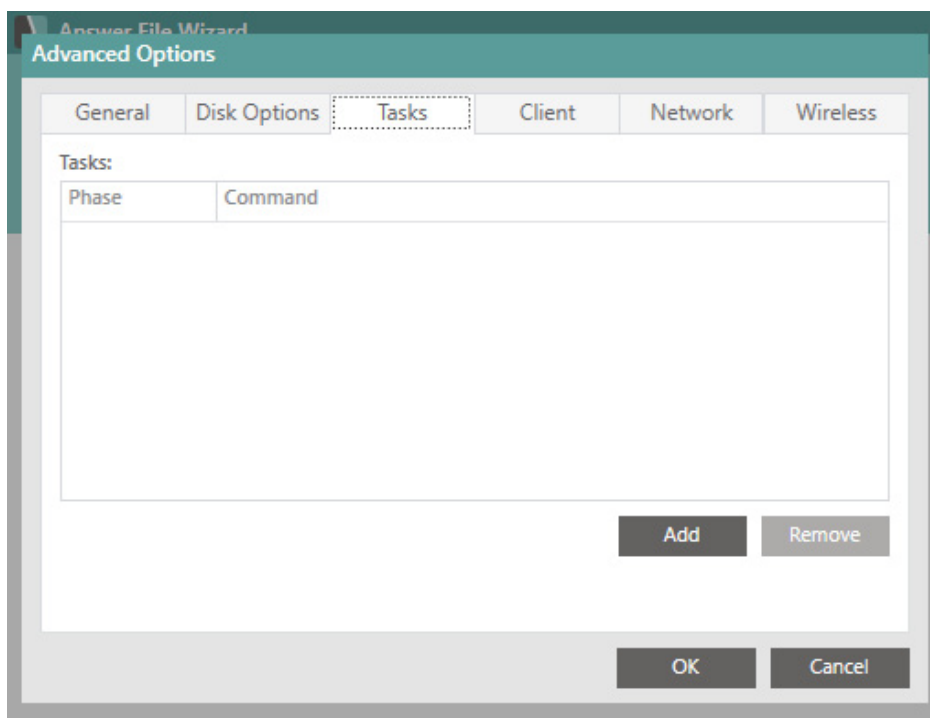 Answer File Wizard
Advanced Options
General Disk Options Tasks Client Network Wireless
Tasks:
Phase Command
Add Remove
OK Cancel